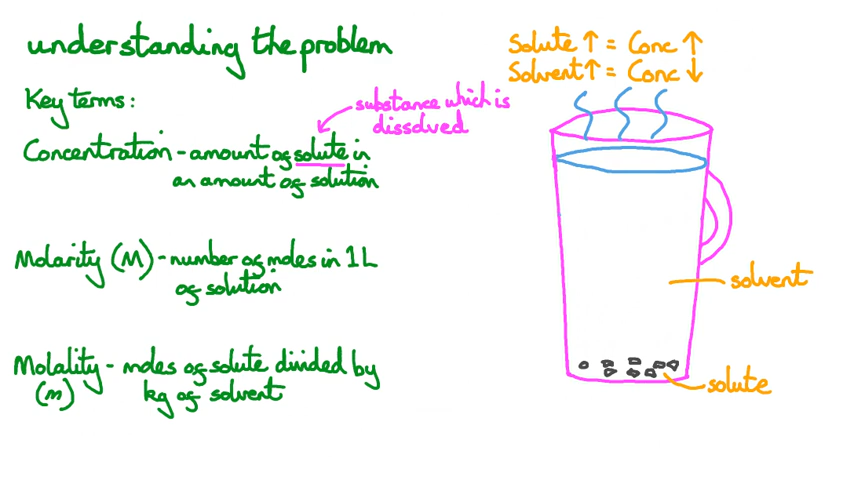 understanding the problem
Solute ↑ = Conc ↑
Solvent ↑ = Conc ↓
Key terms:
substance which is
dissolved
Concentration - amount of solute in
an amount of solution
Molarity (M) - number of moles in 1L
of solution
solvent
Molality - moles of solute divided by
(m) kg of solvent
solute